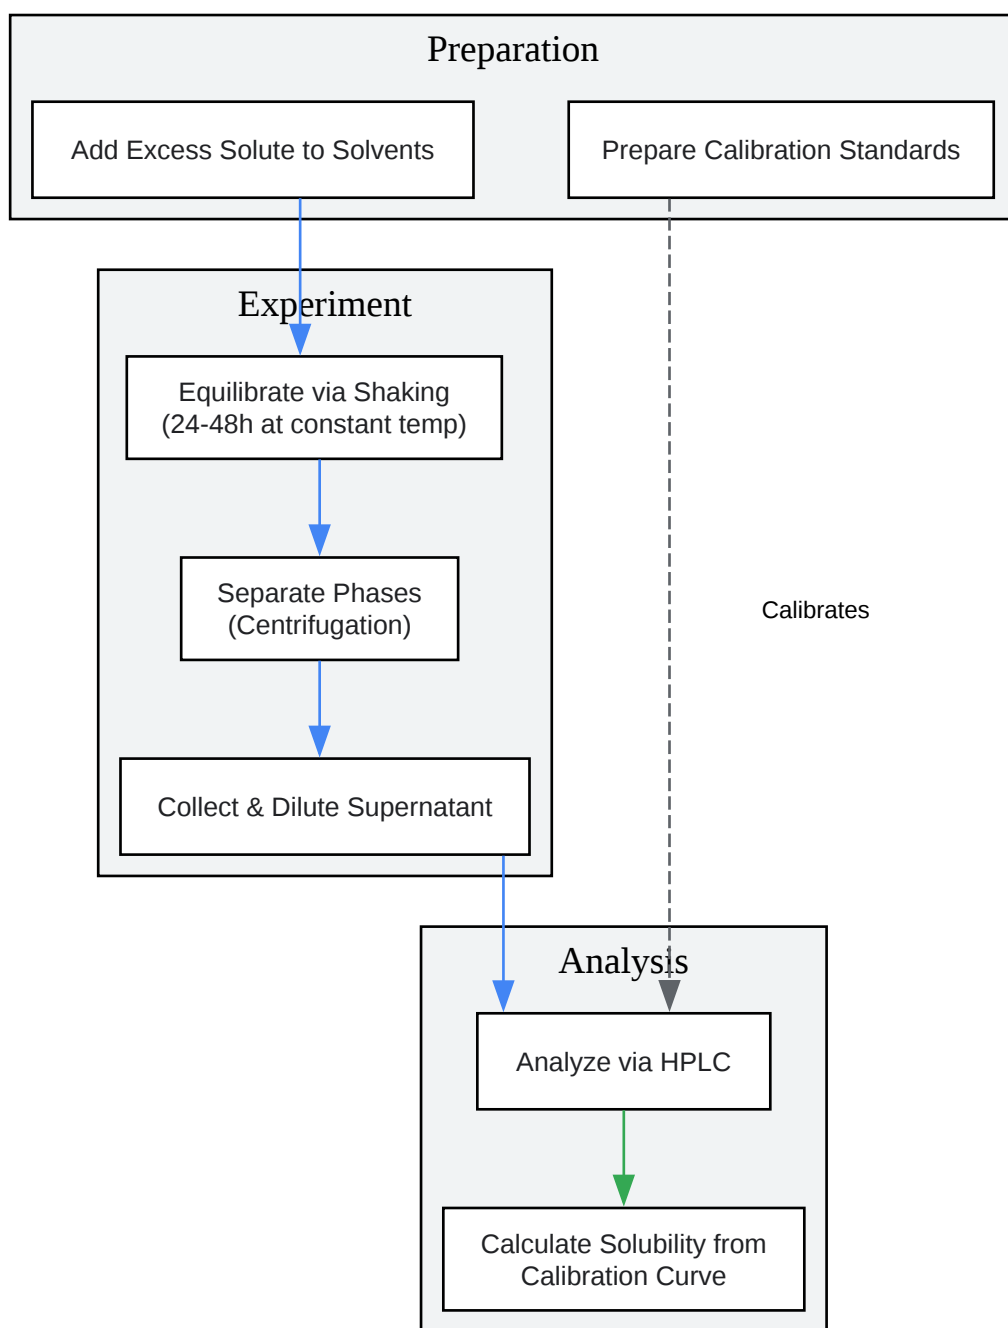 Preparation
Add Excess Solute to Solvents
Prepare Calibration Standards
Experiment
Equilibrate via Shaking
(24-48h at constant temp)
Separate Phases
(Centrifugation)
Calibrates
Collect & Dilute Supernatant
Analysis
Analyze via HPLC
Calculate Solubility from
Calibration Curve